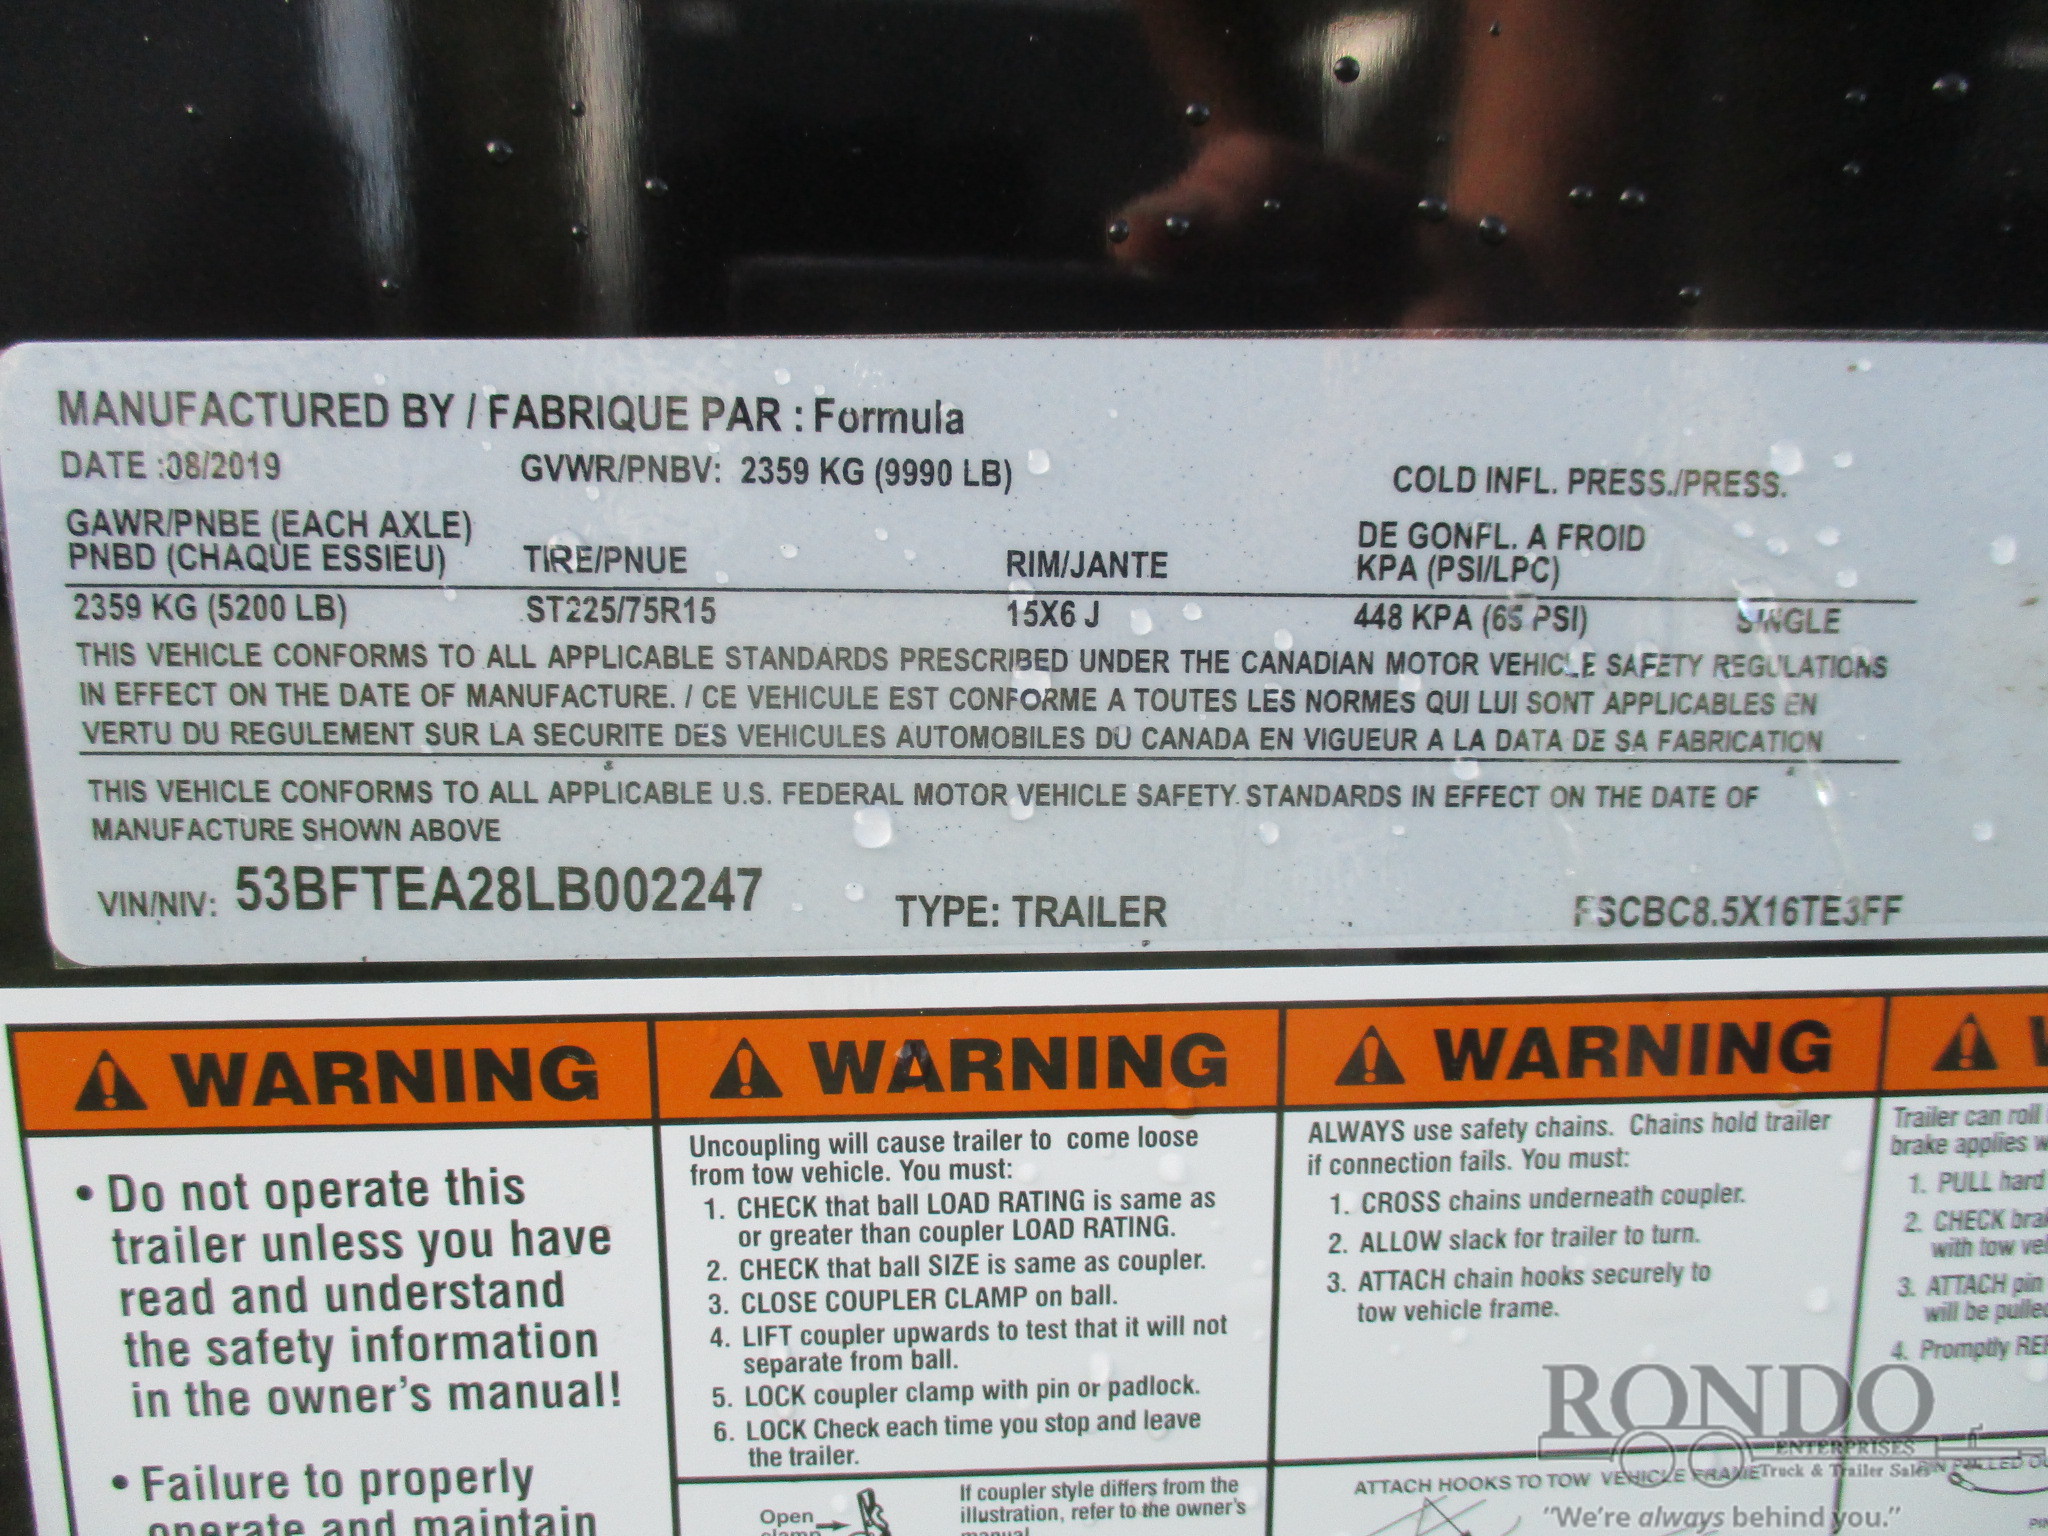 MANUFACTURED BY / FABRIQUE PAR : Formula
DATE :08/2019 GVWR/PNBV: 2359 KG (9990 LB)
COLD INFL. PRESS./PRESS.
GAWR/PNBE (EACH AXLE)
DE GONFL. A FROID
PNBD (CHAQUE ESSIEU) TIRE/PNUE RIM/JANTE KPA (PSI/LPC)
2359 KG (5200 LB) ST225/75R15 15X6 J 448 KPA (65 PSI) SINGLE
THIS VEHICLE CONFORMS TO ALL APPLICABLE STANDARDS PRESCRIBED UNDER THE CANADIAN MOTOR VEHICLE SAFETY REGULATIONS
IN EFFECT ON THE DATE OF MANUFACTURE. / CE VEHICULE EST CONFORME A TOUTES LES NORMES QUI LUI SONT APPLICABLES EN
VERTU DU REGULEMENT SUR LA SECURITE DES VEHICULES AUTOMOBILES DU CANADA EN VIGUEUR A LA DATA DE SA FABRICATION
THIS VEHICLE CONFORMS TO ALL APPLICABLE U.S. FEDERAL MOTOR VEHICLE SAFETY STANDARDS IN EFFECT ON THE DATE OF
MANUFACTURE SHOWN ABOVE
VIN/NIV: 53BFTEA28LB002247 TYPE: TRAILER FSCBC8.5X16TE3FF
WARNING
• Do not operate this
trailer unless you have
read and understand
the safety information
in the owner's manual!
• Failure to properly
operate and maintain
WARNING
Uncoupling will cause trailer to come loose
from tow vehicle. You must:
1. CHECK that ball LOAD RATING is same as
or greater than coupler LOAD RATING.
2. CHECK that ball SIZE is same as coupler.
3. CLOSE COUPLER CLAMP on ball.
4. LIFT coupler upwards to test that it will not
separate from ball.
5. LOCK coupler clamp with pin or padlock.
6. LOCK Check each time you stop and leave
the trailer.
Open
clamp
If coupler style differs from the
illustration, refer to the owner's
manual
WARNING
ALWAYS use safety chains. Chains hold trailer
if connection fails. You must:
1. CROSS chains underneath coupler.
2. ALLOW slack for trailer to turn.
3. ATTACH chain hooks securely to
tow vehicle frame.
ATTACH HOOKS TO TOW VEHICLE FRAME
Trailer can roll
brake applies
1. PULL hard
2. CHECK
with tow
3. ATTACH pin
will be pulled
4. Promptly
RONDO
ENTERPRISES
Truck & Trailer Sales
"We're always behind you."